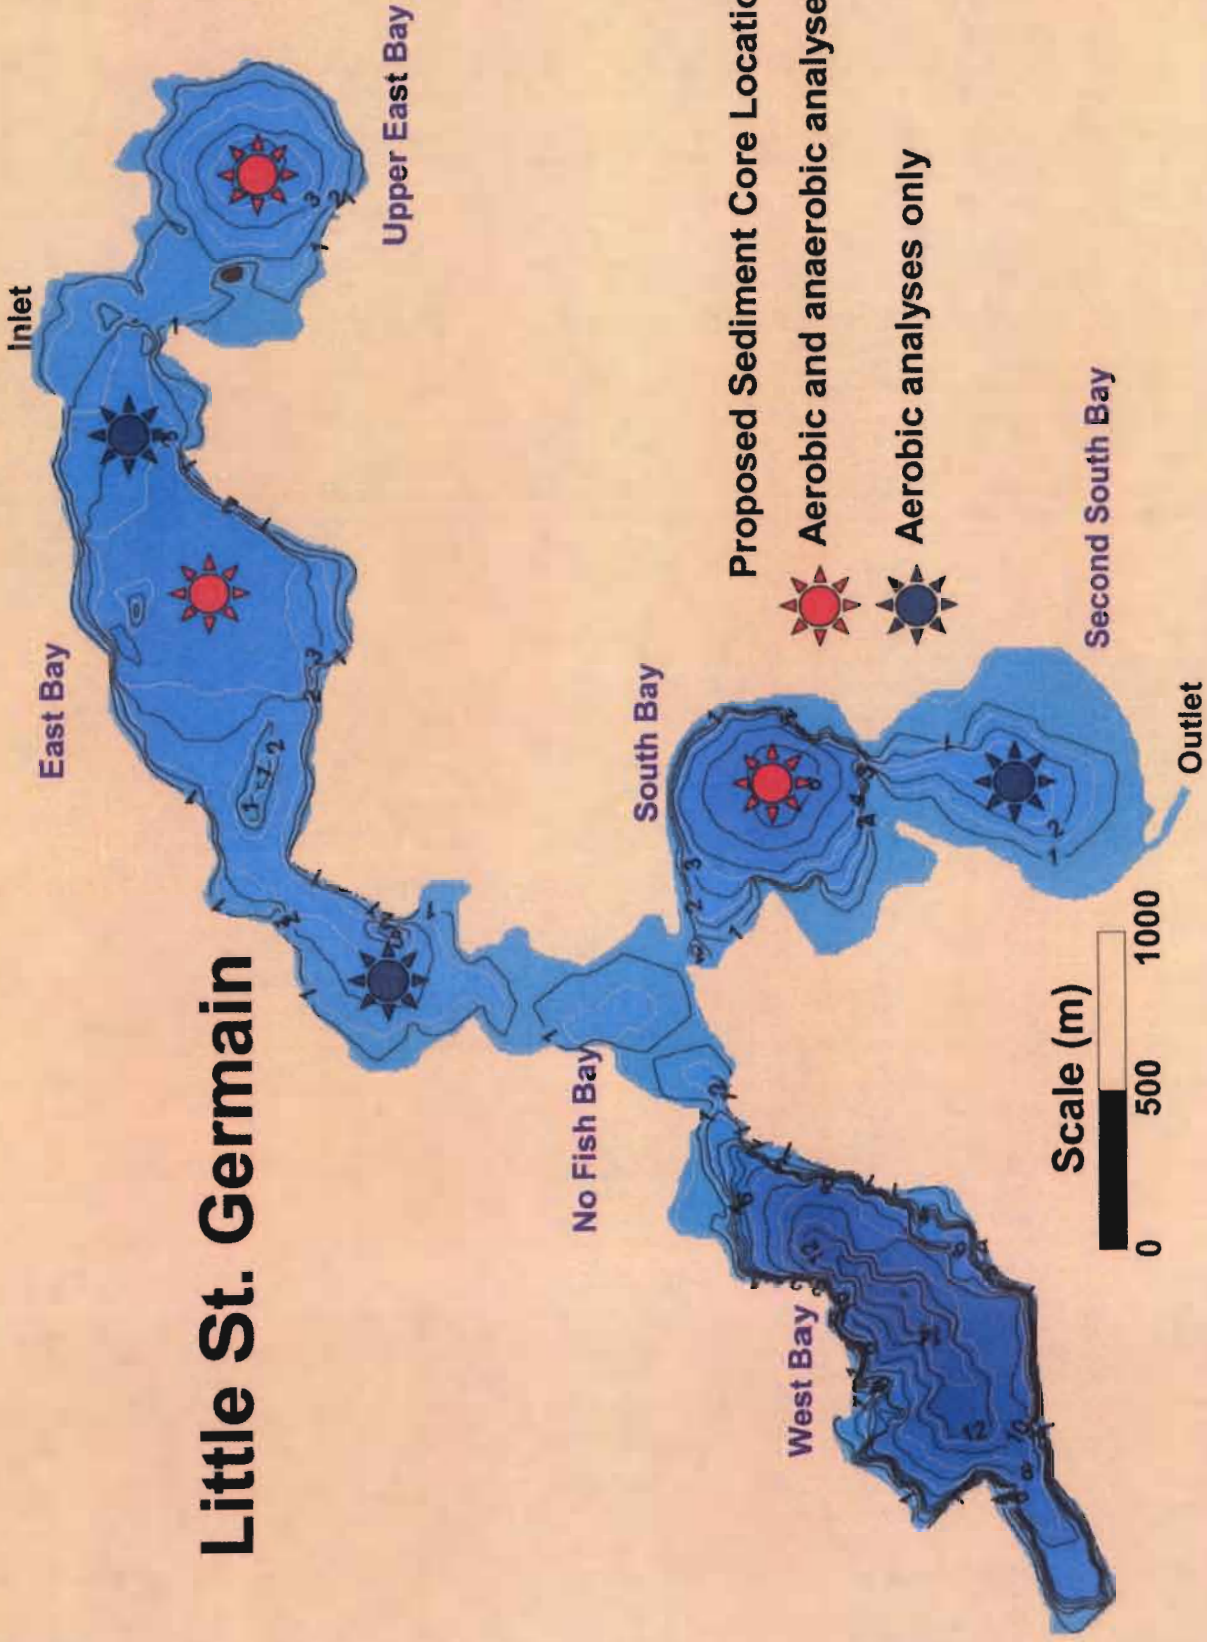 Little St. Germain
Inlet
East Bay
Upper East Bay
No Fish Bay
South Bay
West Bay
Second South Bay
Outlet
Proposed Sediment Core Locatio
Aerobic and anaerobic analyse
Aerobic analyses only
Scale (m)
0 500 1000